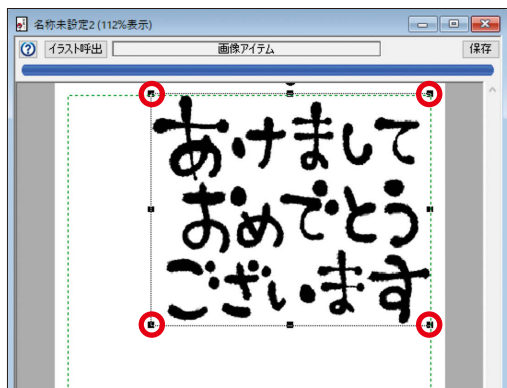 名称未設定2(112%表示)
? イラスト呼出 画像アイテム 保存
あけまして
おめでとう
ございます